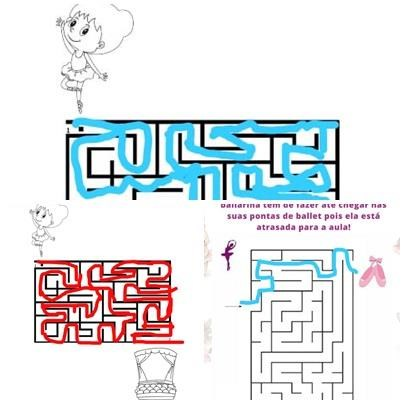 bailarina tem de fazer até chegar nas
suas pontas de ballet pois ela está
atrasada para a aula!